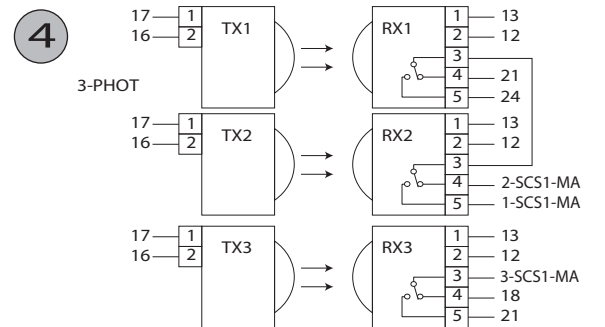 4
3-PHOT
17 1 TX1 RX1 1 13
16 2 2 12
3
4 21
5 24
17 1 TX2 RX2 1 13
16 2 2 12
3
4 2-SCS1-MA
5 1-SCS1-MA
17 1 TX3 RX3 1 13
16 2 2 12
3 3-SCS1-MA
4 18
5 21